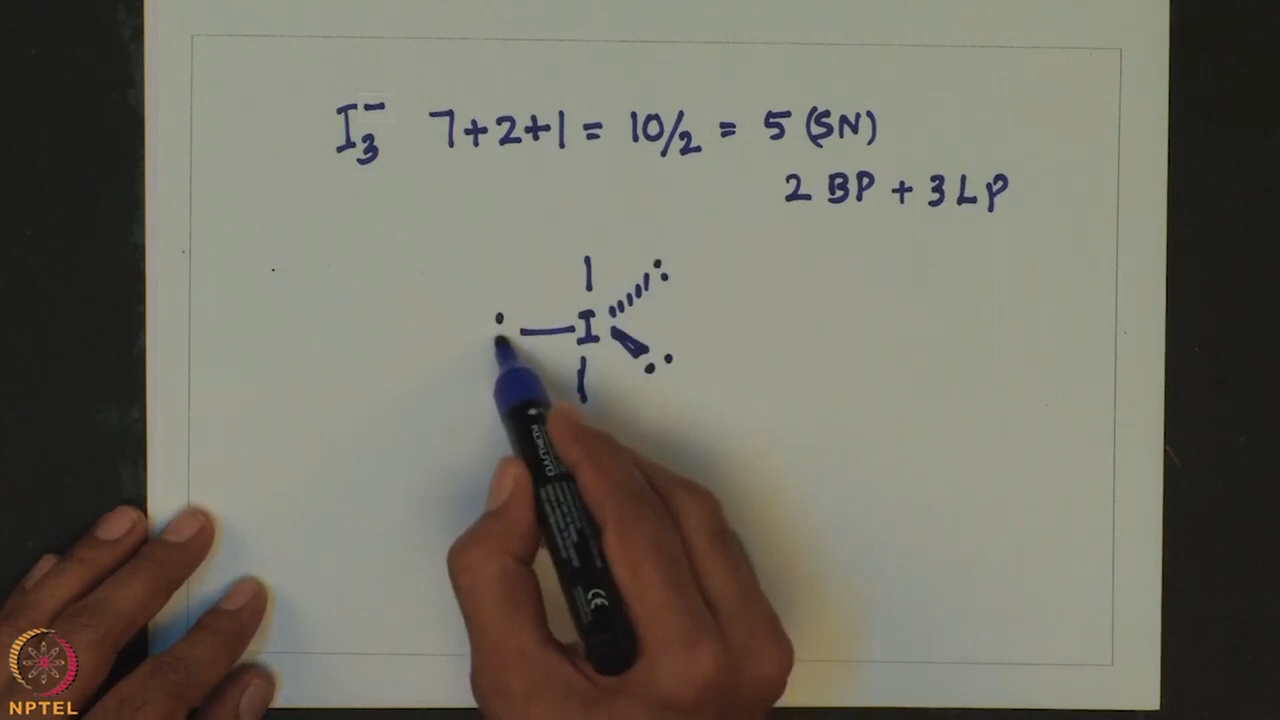 I₃⁻ 7+2+1 = 10/2 = 5 (SN)
2 BP + 3 LP
I
NPTEL